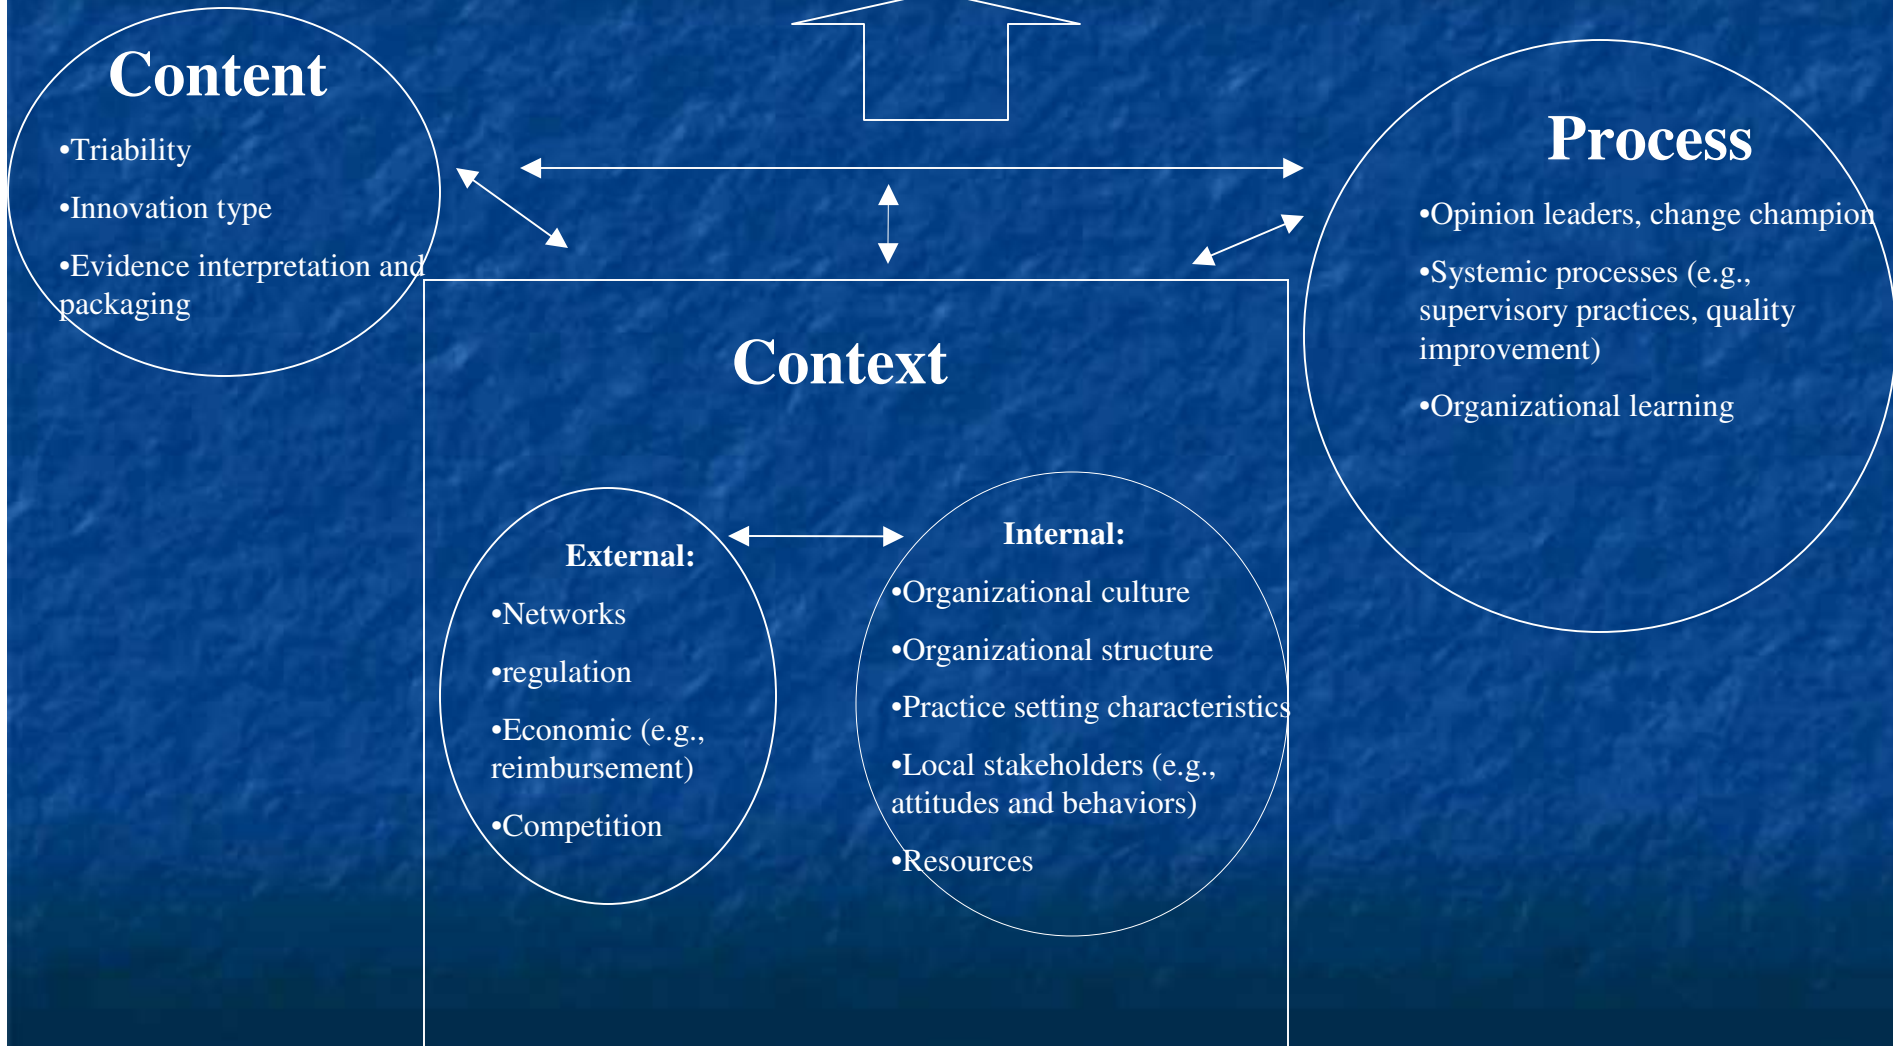 Content
•Triability
•Innovation type
•Evidence interpretation and
packaging
Process
•Opinion leaders, change champion
•Systemic processes (e.g.,
supervisory practices, quality
improvement)
•Organizational learning
Context
External:
•Networks
•regulation
•Economic (e.g.,
reimbursement)
•Competition
Internal:
•Organizational culture
•Organizational structure
•Practice setting characteristics
•Local stakeholders (e.g.,
attitudes and behaviors)
•Resources